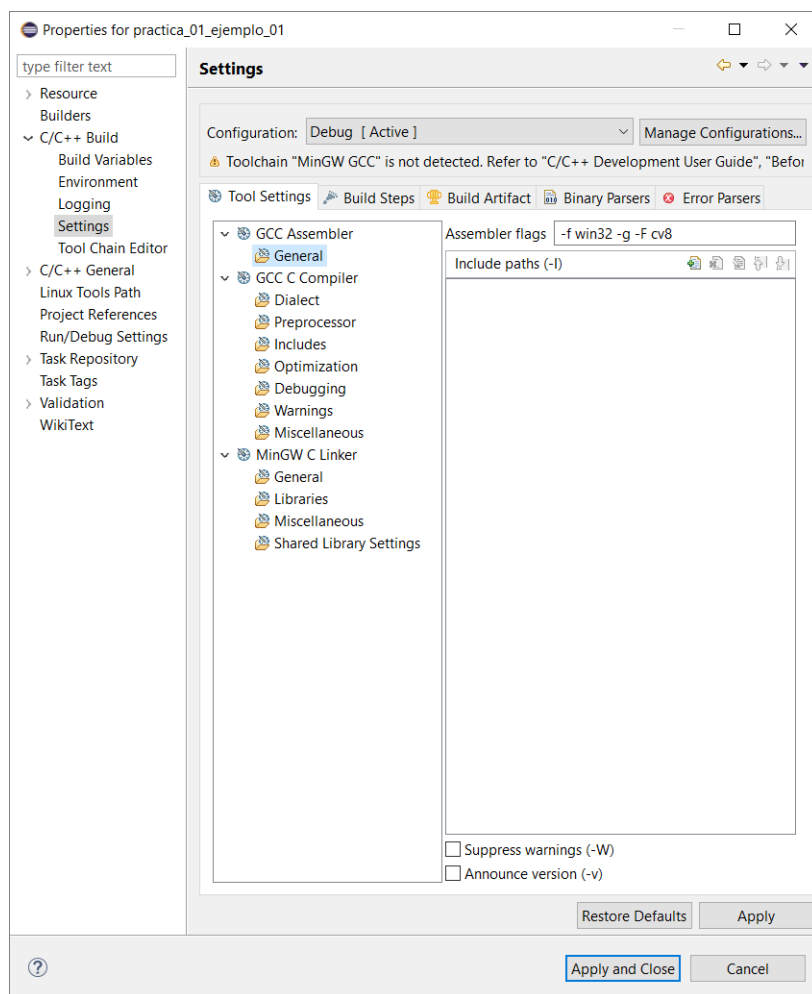 Properties for practica_01_ejemplo_01
type filter text
Resource
Builders
C/C++ Build
Build Variables
Environment
Logging
Settings
Tool Chain Editor
C/C++ General
Linux Tools Path
Project References
Run/Debug Settings
Task Repository
Task Tags
Validation
WikiText
Settings
Configuration: Debug [ Active ] Manage Configurations...
Toolchain "MinGW GCC" is not detected. Refer to "C/C++ Development User Guide", "Befor
Tool Settings Build Steps Build Artifact Binary Parsers Error Parsers
GCC Assembler
General
GCC C Compiler
Dialect
Preprocessor
Includes
Optimization
Debugging
Warnings
Miscellaneous
MinGW C Linker
General
Libraries
Miscellaneous
Shared Library Settings
Assembler flags -f win32 -g -F cv8
Include paths (-I)
Suppress warnings (-W)
Announce version (-v)
Restore Defaults Apply
Apply and Close Cancel